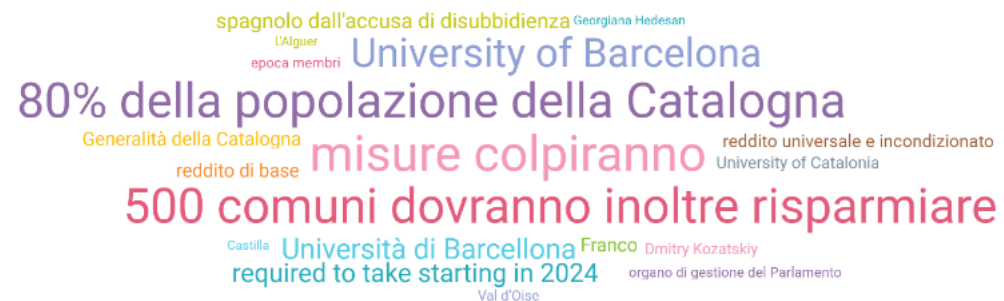 spagnolo dall'accusa di disubbidienza
Georgiana Hedesan
L'Alguer
epoca membri
University of Barcelona
80% della popolazione della Catalogna
Generalità della Catalogna
misure colpiranno
reddito universale e incondizionato
reddito di base
University of Catalonia
500 comuni dovranno inoltre risparmiare
Castilla
Università di Barcellona
Franco
Dmitry Kozatskiy
required to take starting in 2024
organo di gestione del Parlamento
Val d'Oise